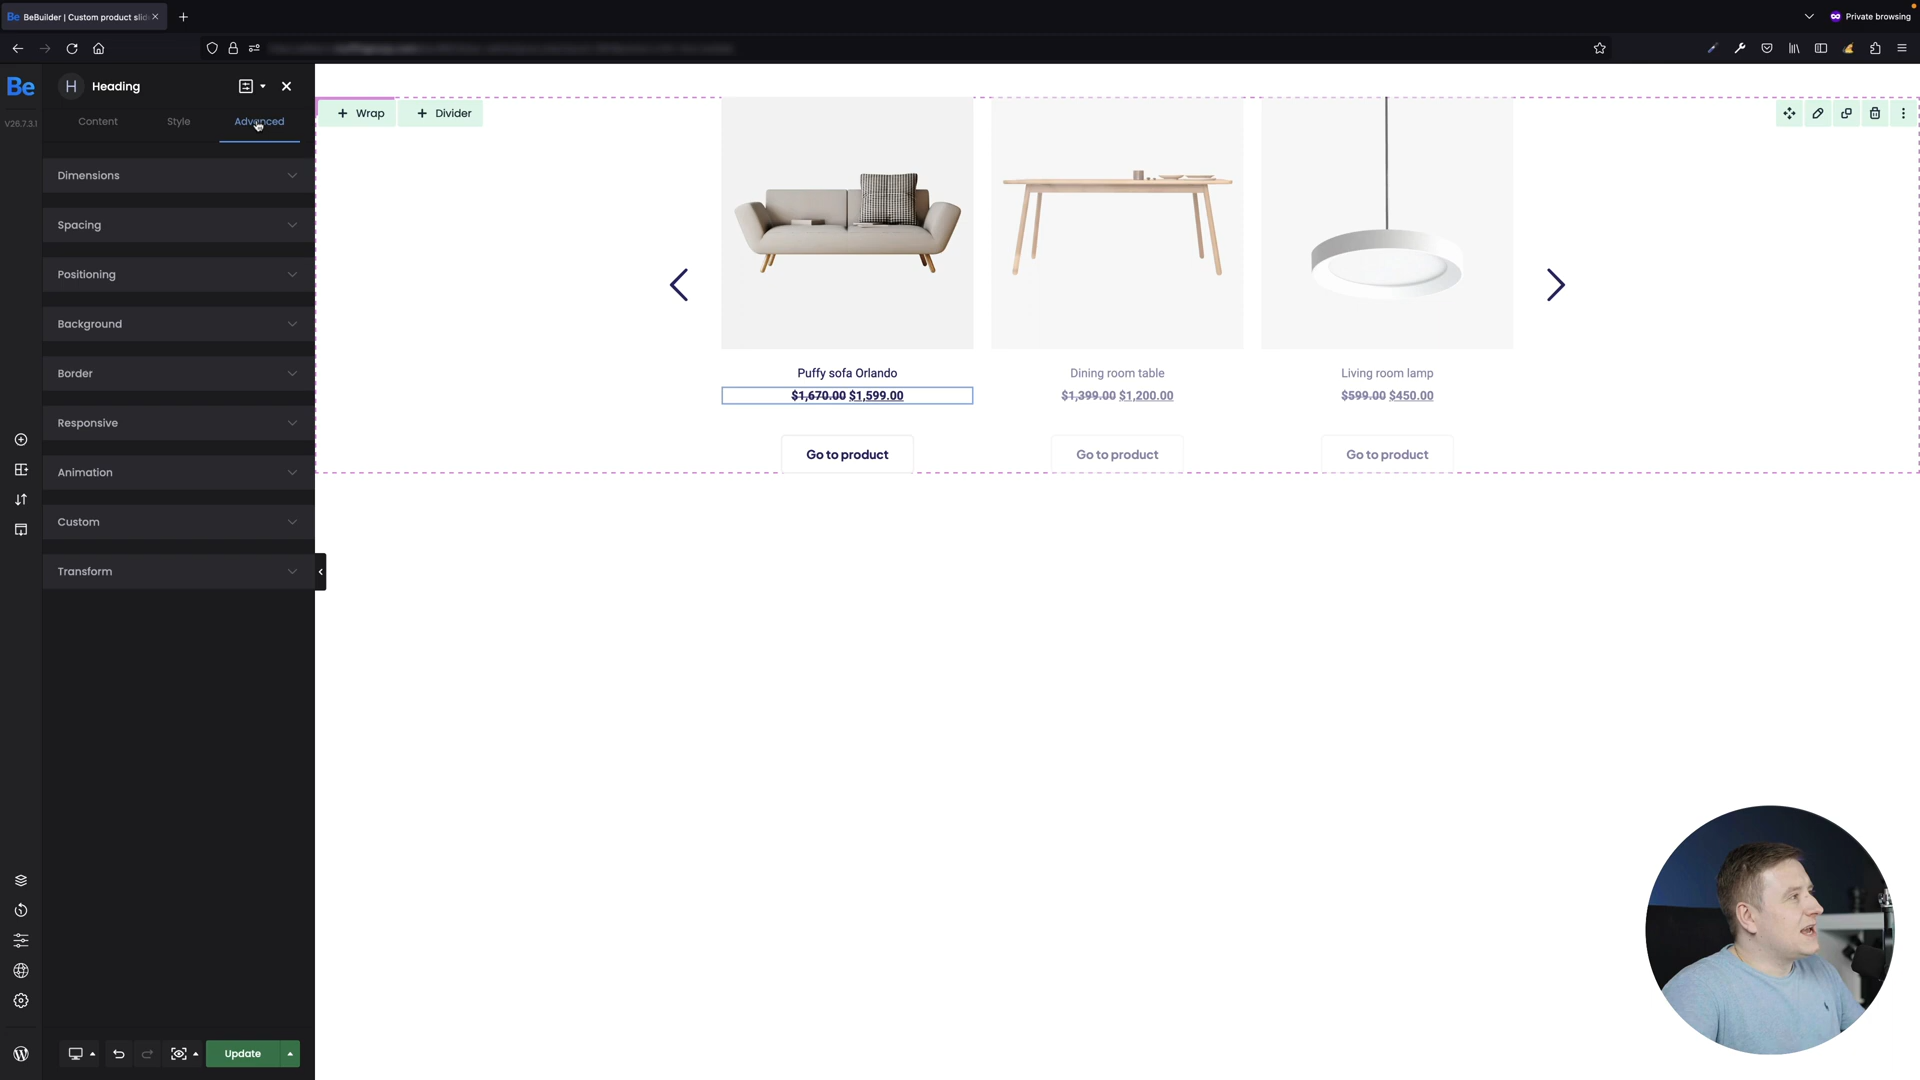 Be BeBuilder | Custom product slid
Private browsing
Be
V26.7.3.1
H Heading
Content Style Advanced
Dimensions
Spacing
Positioning
Background
Border
Responsive
Animation
Custom
Transform
Update
+ Wrap + Divider
Puffy sofa Orlando
$1,670.00 $1,599.00
Go to product
Dining room table
$1,399.00 $1,200.00
Go to product
Living room lamp
$599.00 $450.00
Go to product